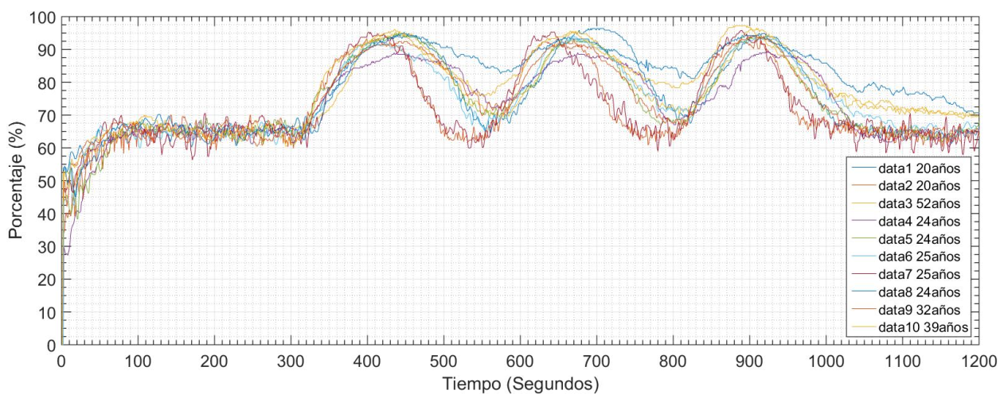 100
90
80
70
60
50
40
30
20
10
0
Porcentaje (%)
0 100 200 300 400 500 600 700 800 900 1000 1100 1200
Tiempo (Segundos)
data1 20años
data2 20años
data3 52años
data4 24años
data5 24años
data6 25años
data7 25años
data8 24años
data9 32años
data10 39años